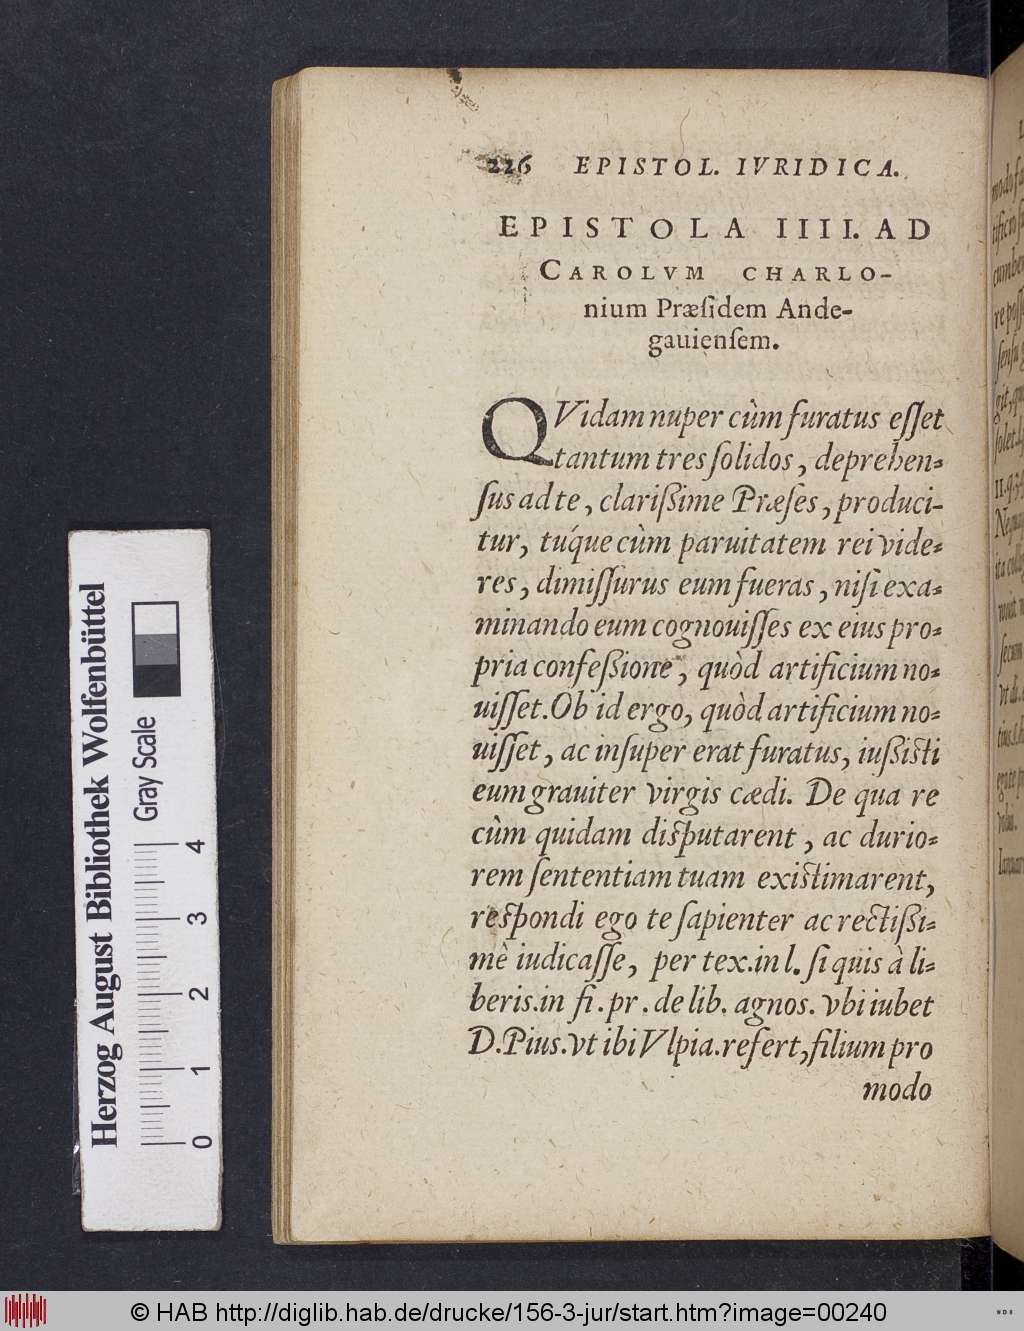 226 EPISTOL. IVRIDICA.
EPISTOLA IIII. AD
CAROLVM CHARLO-
nium Præſidem Ande-
gauienſem.
QVidam nuper cùm furatus eſſet
tantum tres ſolidos, deprehen-
ſus ad te, clarißime Præſes, produci-
tur, túque cùm paruitatem rei vide-
res, dimiſſurus eum fueras, niſi exa-
minando eum cognouiſſes ex eius pro-
pria confeßione, quòd artificium no-
uiſſet. Ob id ergo, quòd artificium no-
uiſſet, ac inſuper erat furatus, iußiſti
eum grauiter virgis cædi. De qua re
cùm quidam diſputarent, ac durio-
rem ſententiam tuam exiſtimarent,
reſpondi ego te ſapienter ac rectißi-
mè iudicaſſe, per tex. in l. ſi quis à li-
beris. in fi. pr. de lib. agnos. vbi iubet
D. Pius. vt ibi Vlpia. refert, filium pro
modo
Herzog August Bibliothek Wolfenbüttel
Gray Scale
0 1 2 3 4
© HAB http://diglib.hab.de/drucke/156-3-jur/start.htm?image=00240